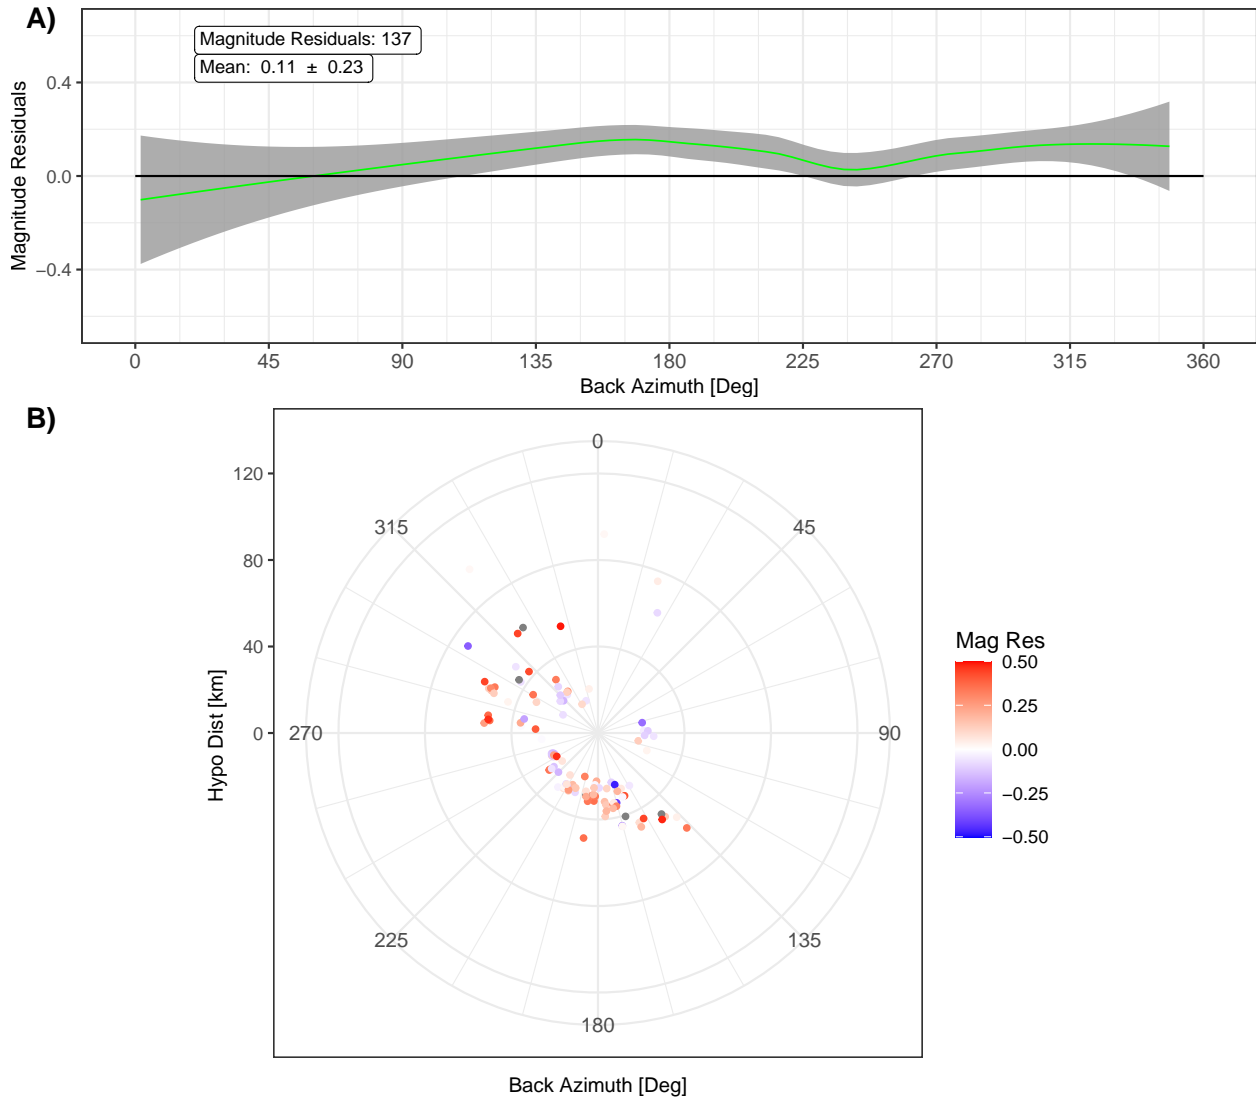 A)
Magnitude Residuals: 137
Mean:  0.11  ±  0.23
Magnitude Residuals
0.4
0.0
−0.4
0 45 90 135 180 225 270 315 360
Back Azimuth [Deg]
B)
Hypo Dist [km]
120
80
40
0
0
45
90
135
180
225
270
315
Back Azimuth [Deg]
Mag Res
0.50
0.25
0.00
−0.25
−0.50